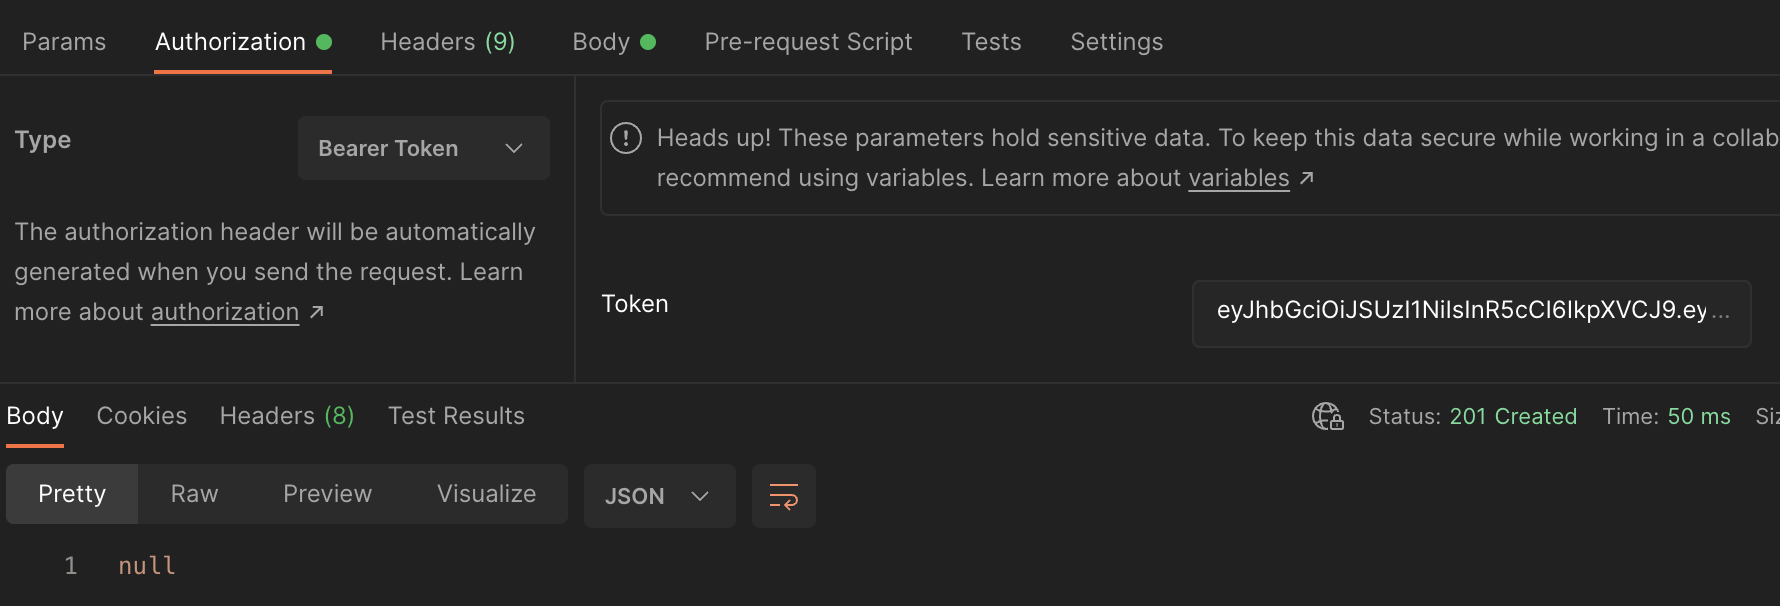 Params Authorization Headers (9) Body Pre-request Script Tests Settings
Type
Bearer Token
The authorization header will be automatically
generated when you send the request. Learn
more about authorization ↗
Heads up! These parameters hold sensitive data. To keep this data secure while working in a collab
recommend using variables. Learn more about variables ↗
Token
eyJhbGciOiJSUzI1NiIsInR5cCI6IkpXVCJ9.ey ...
Body Cookies Headers (8) Test Results
Status: 201 Created Time: 50 ms Siz
Pretty Raw Preview Visualize JSON
1 null